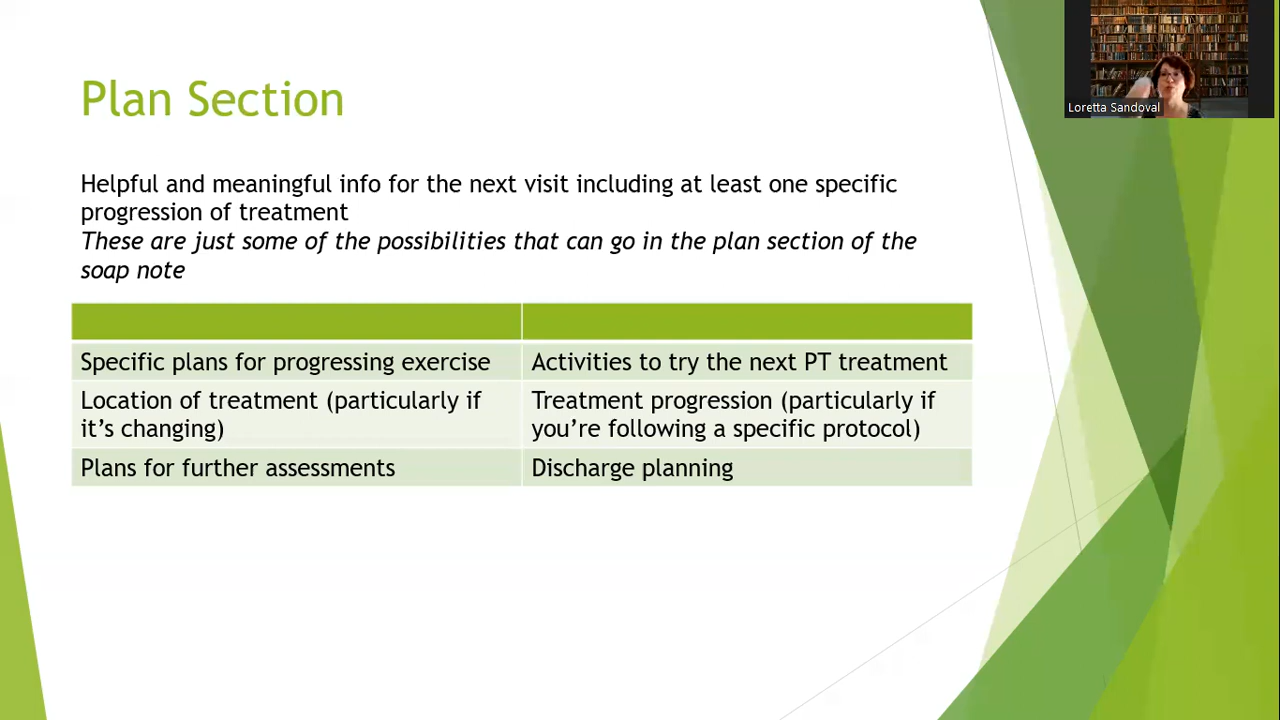 Plan Section
Loretta Sandoval
Helpful and meaningful info for the next visit including at least one specific
progression of treatment
These are just some of the possibilities that can go in the plan section of the
soap note
Specific plans for progressing exercise
Activities to try the next PT treatment
Location of treatment (particularly if
it's changing)
Treatment progression (particularly if
you’re following a specific protocol)
Plans for further assessments
Discharge planning